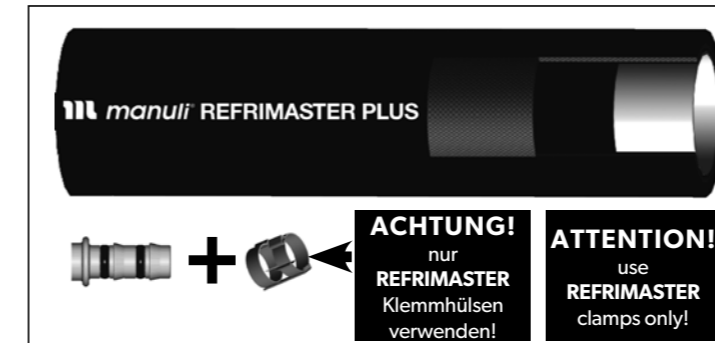 manuli® REFRIMASTER PLUS
ACHTUNG!
nur
REFRIMASTER
Klemmhülsen
verwenden!
ATTENTION!
use
REFRIMASTER
clamps only!